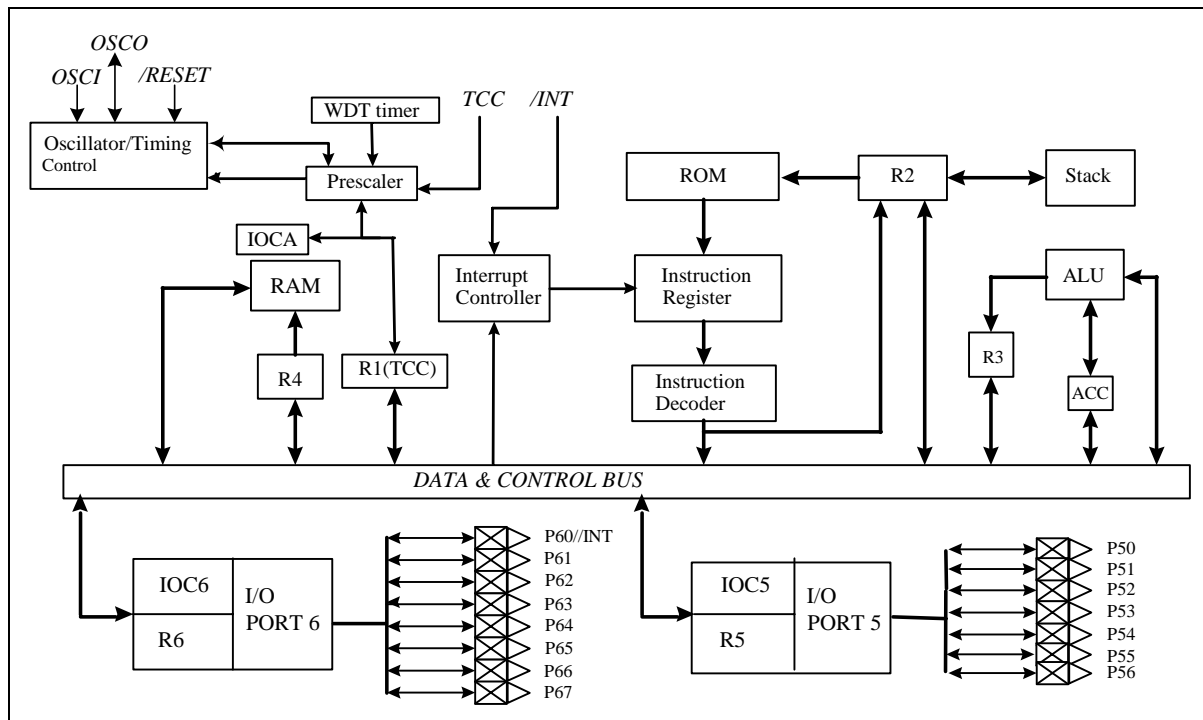 OSCO
OSCI
/RESET
WDT timer
TCC
/INT
Oscillator/Timing
Control
Prescaler
ROM
R2
Stack
IOCA
Interrupt
Controller
Instruction
Register
ALU
RAM
R4
R1(TCC)
R3
Instruction
Decoder
ACC
DATA & CONTROL BUS
IOC6
R6
I/O
PORT 6
P60//INT
P61
P62
P63
P64
P65
P66
P67
IOC5
R5
I/O
PORT 5
P50
P51
P52
P53
P54
P55
P56